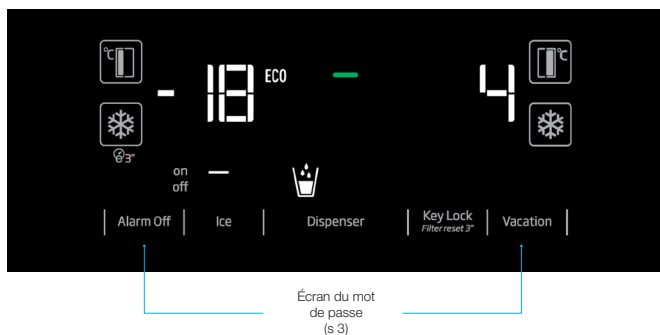 °C °C
- 18 ECO 4
3"
on
off
Alarm Off Ice Dispenser Key Lock Vacation
Filter reset 3"
Écran du mot
de passe
(s 3)